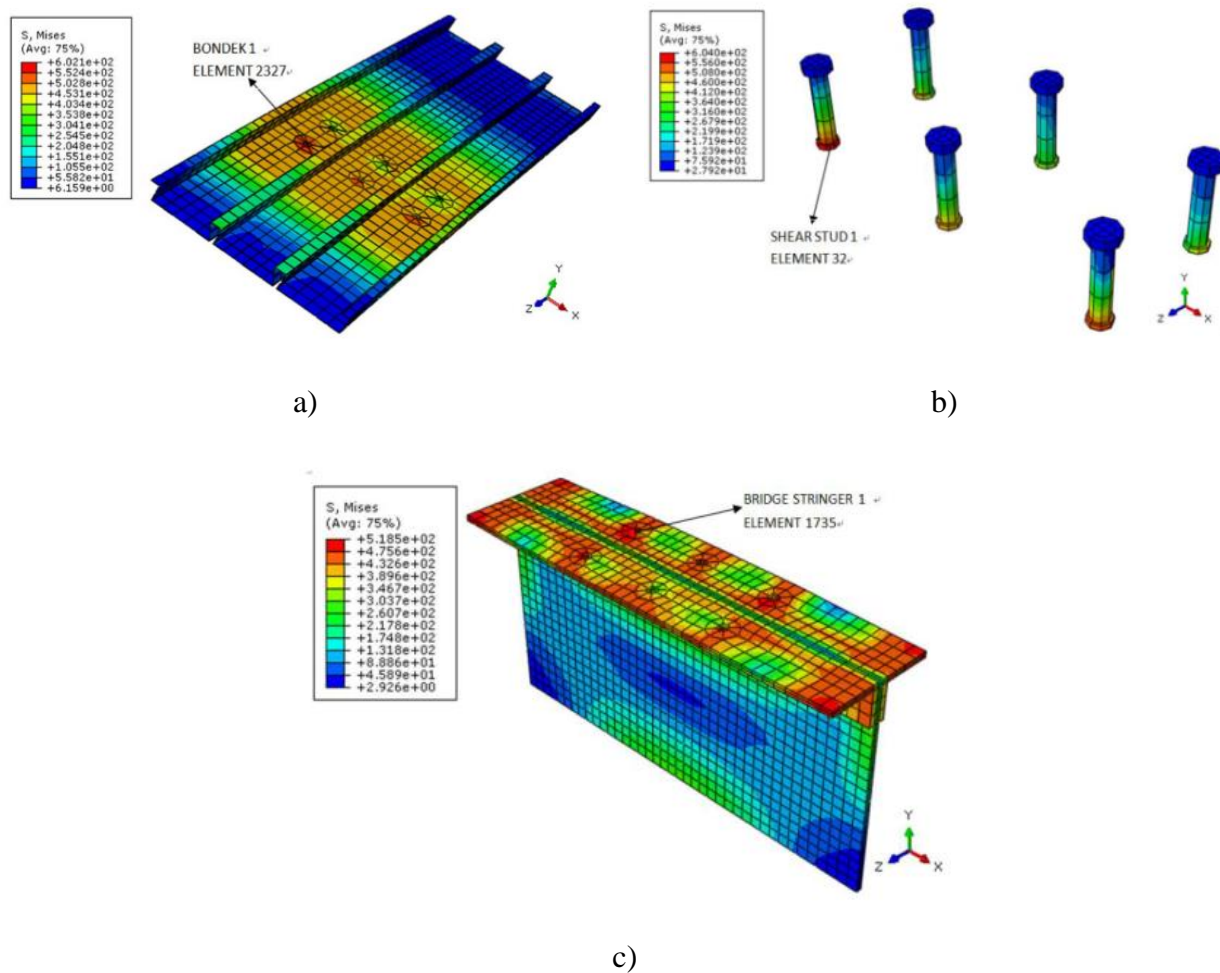 S, Mises
(Avg: 75%)
+6.021e+02
+5.524e+02
+5.028e+02
+4.531e+02
+4.034e+02
+3.538e+02
+3.041e+02
+2.545e+02
+2.048e+02
+1.551e+02
+1.055e+02
+5.582e+01
+6.159e+00
BONDEK 1
ELEMENT 2327
Y
Z
X
a)
S, Mises
(Avg: 75%)
+6.040e+02
+5.560e+02
+5.080e+02
+4.600e+02
+4.120e+02
+3.640e+02
+3.160e+02
+2.679e+02
+2.199e+02
+1.719e+02
+1.239e+02
+7.592e+01
+2.792e+01
SHEAR STUD 1
ELEMENT 32
Y
Z
X
b)
S, Mises
(Avg: 75%)
+5.185e+02
+4.756e+02
+4.326e+02
+3.896e+02
+3.467e+02
+3.037e+02
+2.607e+02
+2.178e+02
+1.748e+02
+1.318e+02
+8.886e+01
+4.589e+01
+2.926e+00
BRIDGE STRINGER 1
ELEMENT 1735
Y
Z
X
c)